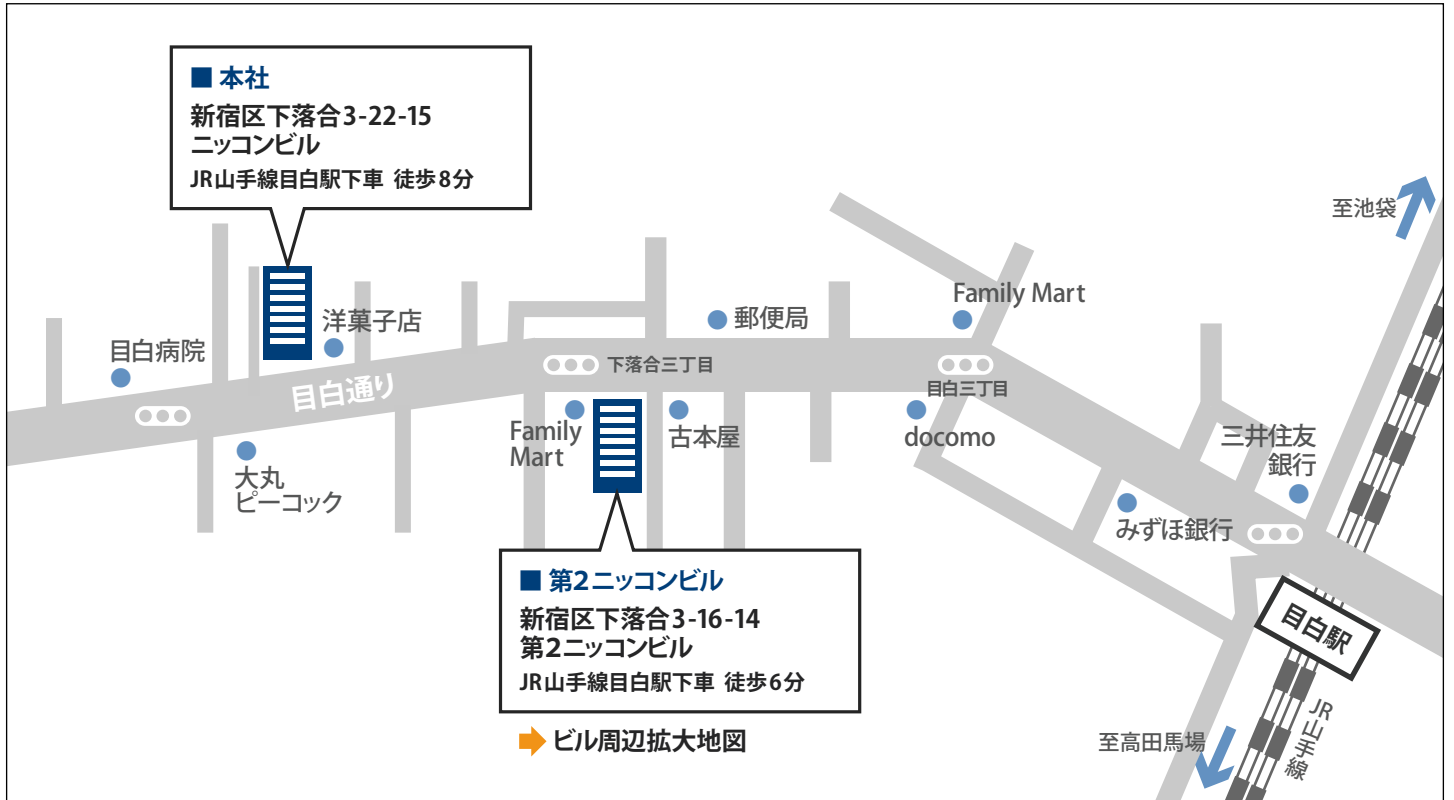 ■ 本社
新宿区下落合3-22-15
ニッコンビル
JR山手線目白駅下車 徒歩8分
至池袋
Family Mart
郵便局
洋菓子店
目白病院
下落合三丁目
目白通り
目白三丁目
Family
Mart
古本屋
docomo
三井住友
銀行
大丸
ピーコック
みずほ銀行
■ 第2ニッコンビル
新宿区下落合3-16-14
第2ニッコンビル
JR山手線目白駅下車 徒歩6分
目白駅
JR山手線
至高田馬場
ビル周辺拡大地図